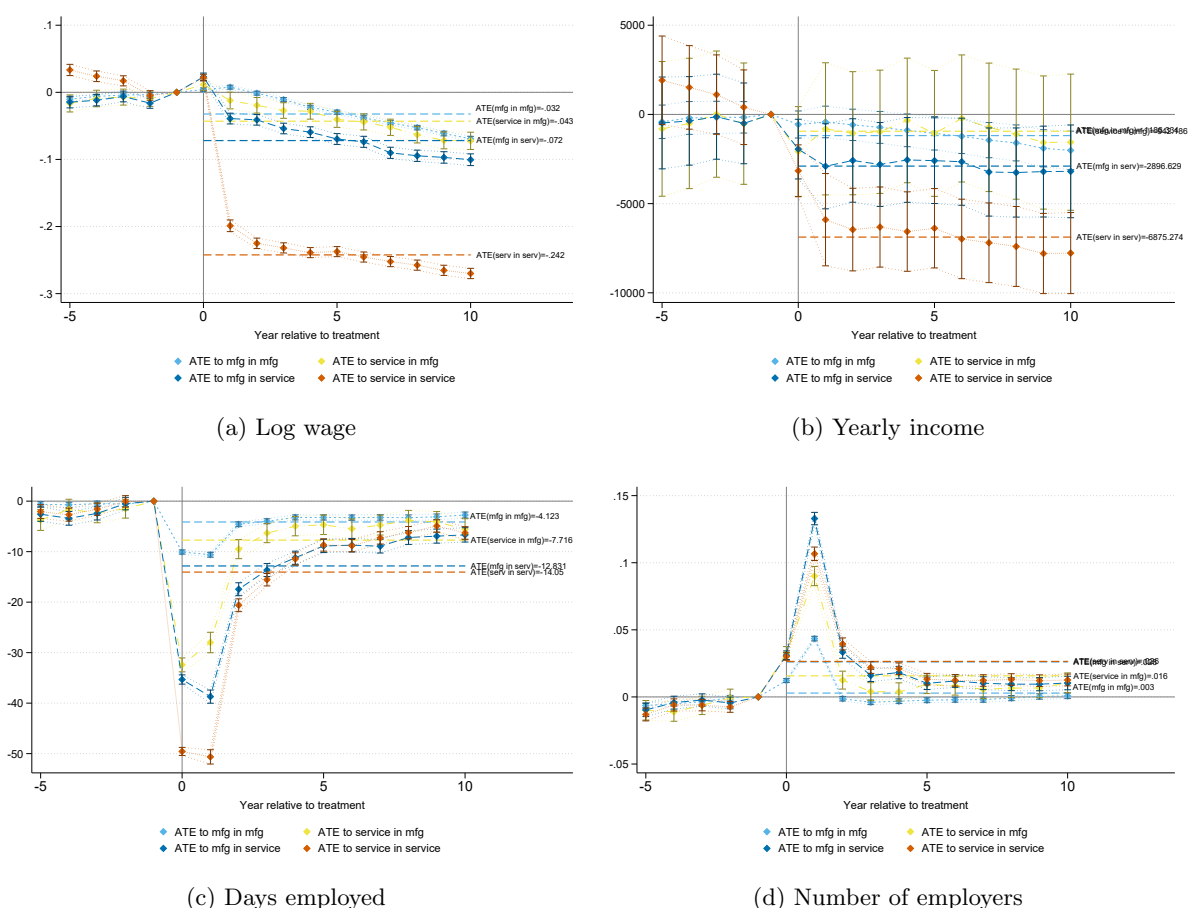 .1
0
-.1
-.2
-.3
ATE(mfg in mfg)=-.032
ATE(service in mfg)=-.043
ATE(mfg in serv)=-.072
ATE(serv in serv)=-.242
-5 0 5 10
Year relative to treatment
ATE to mfg in mfg ATE to service in mfg
ATE to mfg in service ATE to service in service
(a) Log wage
5000
0
-5000
-10000
ATE(mfg in serv)=-2896.629
ATE(serv in serv)=-6875.274
-5 0 5 10
Year relative to treatment
ATE to mfg in mfg ATE to service in mfg
ATE to mfg in service ATE to service in service
(b) Yearly income
0
-10
-20
-30
-40
-50
ATE(mfg in mfg)=-4.123
ATE(service in mfg)=-7.716
ATE(mfg in serv)=-12.831
ATE(serv in serv)=-14.05
-5 0 5 10
Year relative to treatment
ATE to mfg in mfg ATE to service in mfg
ATE to mfg in service ATE to service in service
(c) Days employed
.15
.1
.05
0
-.05
ATE(service in mfg)=.016
ATE(mfg in mfg)=.003
-5 0 5 10
Year relative to treatment
ATE to mfg in mfg ATE to service in mfg
ATE to mfg in service ATE to service in service
(d) Number of employers